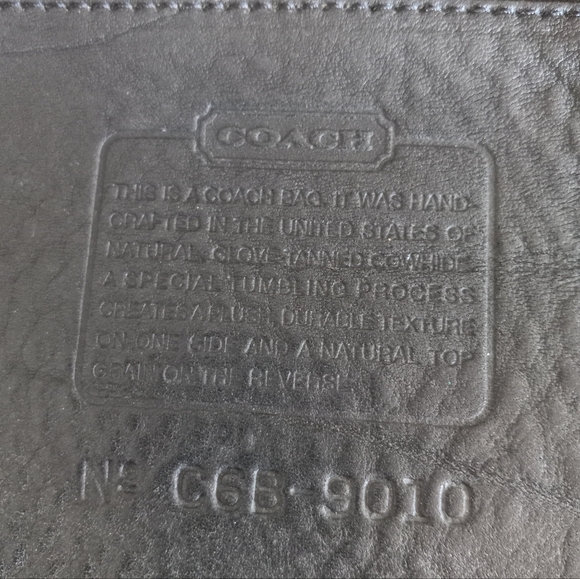 COACH
THIS IS A COACH BAG. IT WAS HAND-
CRAFTED IN THE UNITED STATES OF
NATURAL, GLOVE-TANNED COWHIDE.
A SPECIAL TUMBLING PROCESS
CREATES A PLUSH, DURABLE TEXTURE
ON ONE SIDE AND A NATURAL TOP
GRAIN ON THE REVERSE.
No C6B-9010